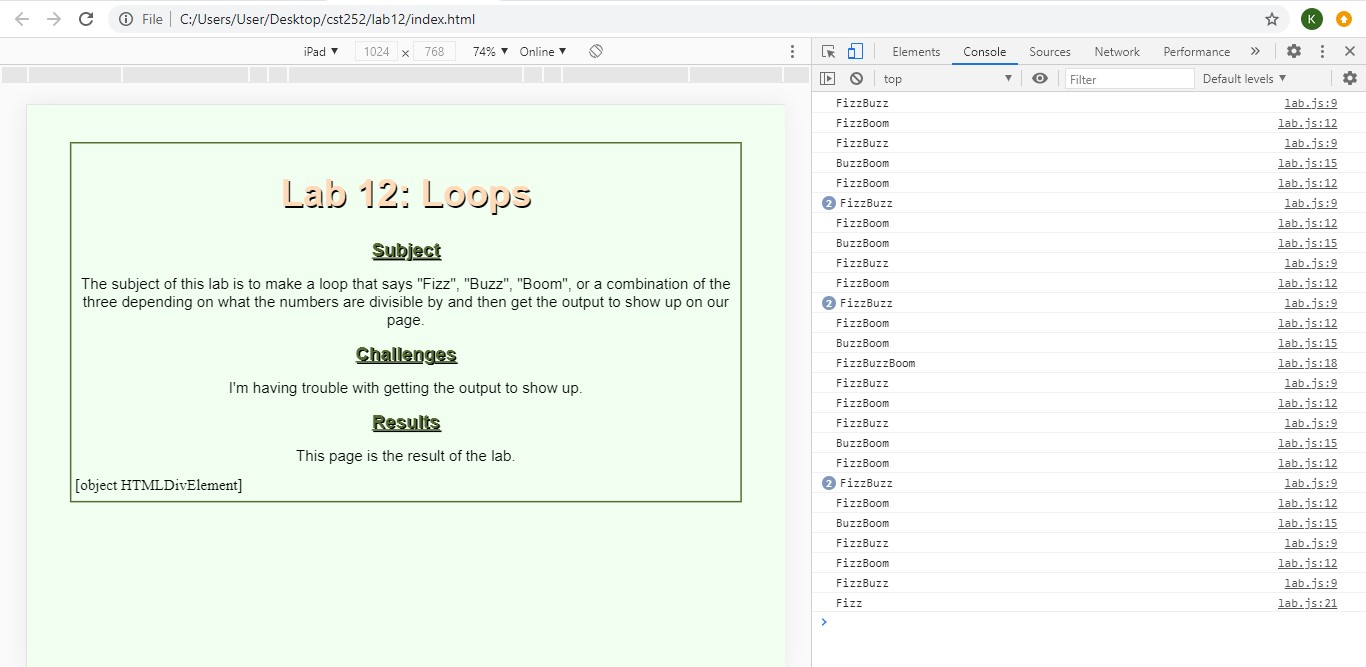 File C:/Users/User/Desktop/cst252/lab12/index.html K
iPad ▼ 1024 × 768 74% ▼ Online ▼
Elements Console Sources Network Performance »
top ▼ Filter Default levels ▼
Lab 12: Loops
Subject
The subject of this lab is to make a loop that says "Fizz", "Buzz", "Boom", or a combination of the
three depending on what the numbers are divisible by and then get the output to show up on our
page.
Challenges
I'm having trouble with getting the output to show up.
Results
This page is the result of the lab.
[object HTMLDivElement]
FizzBuzz lab.js:9
FizzBoom lab.js:12
FizzBuzz lab.js:9
BuzzBoom lab.js:15
FizzBoom lab.js:12
2 FizzBuzz lab.js:9
FizzBoom lab.js:12
BuzzBoom lab.js:15
FizzBuzz lab.js:9
FizzBoom lab.js:12
2 FizzBuzz lab.js:9
FizzBoom lab.js:12
BuzzBoom lab.js:15
FizzBuzzBoom lab.js:18
FizzBuzz lab.js:9
FizzBoom lab.js:12
FizzBuzz lab.js:9
BuzzBoom lab.js:15
FizzBoom lab.js:12
2 FizzBuzz lab.js:9
FizzBoom lab.js:12
BuzzBoom lab.js:15
FizzBuzz lab.js:9
FizzBoom lab.js:12
FizzBuzz lab.js:9
Fizz lab.js:21